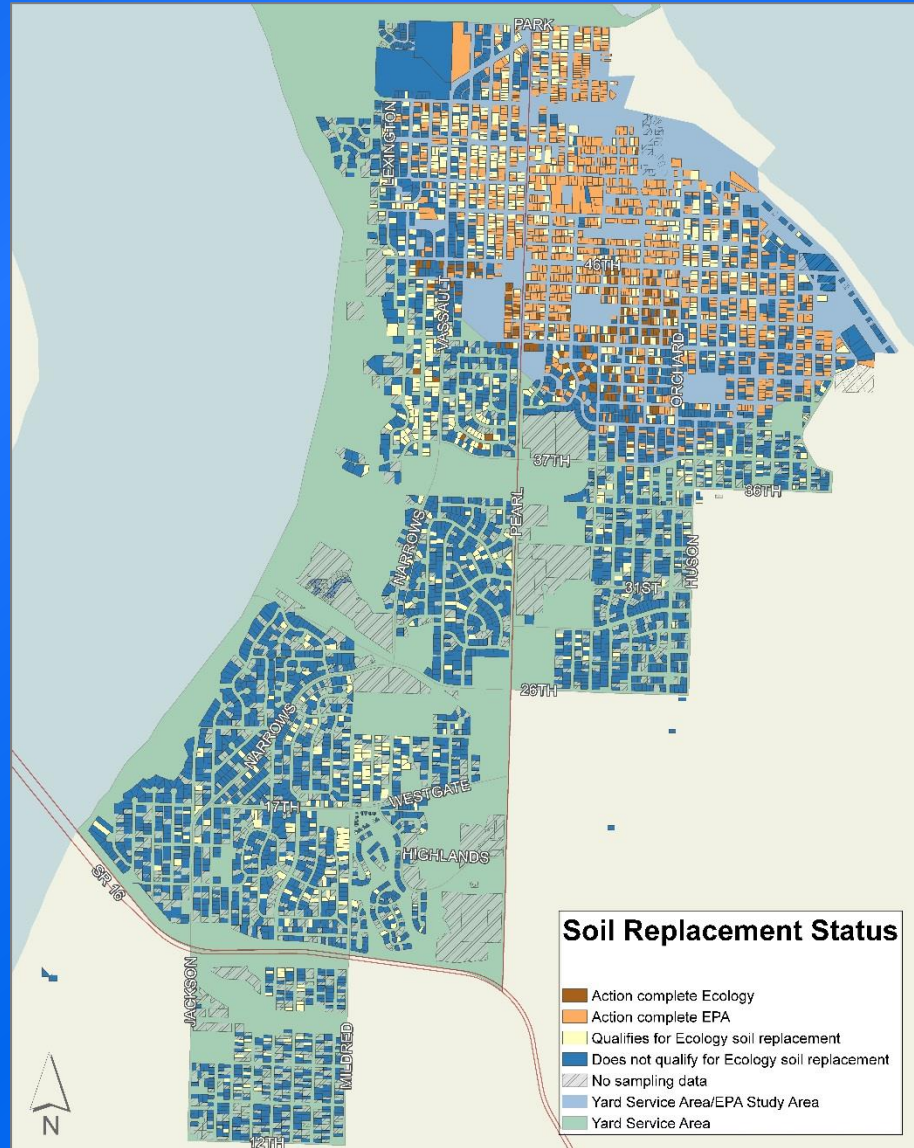 PARK
LEXINGTON
46TH
VASSAULT
ORCHARD
37TH
36TH
PEARL
NARROWS
HUSON
31ST
26TH
NARROWS
WESTGATE
17TH
HIGHLANDS
SR 16
JACKSON
MILDRED
12TH
N
Soil Replacement Status
Action complete Ecology
Action complete EPA
Qualifies for Ecology soil replacement
Does not qualify for Ecology soil replacement
No sampling data
Yard Service Area/EPA Study Area
Yard Service Area